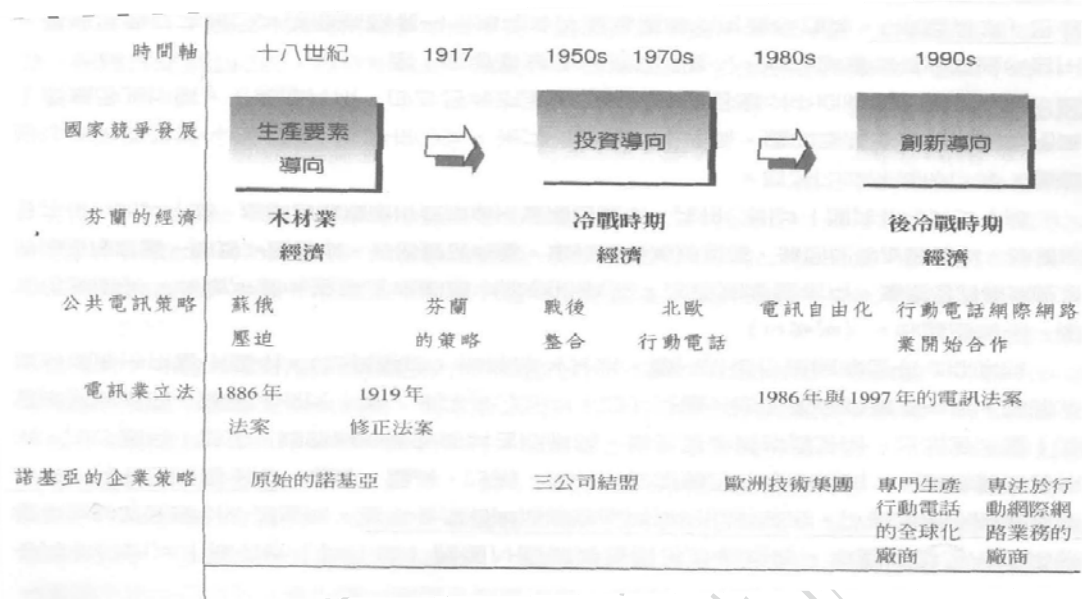 時間軸 十八世紀 1917 1950s 1970s 1980s 1990s
國家競爭發展 生產要素導向 投資導向 創新導向
芬蘭的經濟 木材業 冷戰時期 後冷戰時期
經濟 經濟 經濟
公共電訊策略 蘇俄 芬蘭 戰後 北歐 電訊自由化 行動電話網際網路
壓迫 的策略 整合 行動電話 業開始合作
電訊業立法 1886年 1919年 1986年與1997年的電訊法案
法案 修正法案
諾基亞的企業策略 原始的諾基亞 三公司結盟 歐洲技術集團 專門生產 專注於行
行動電話 動網際網
的全球化 路業務的
廠商 廠商